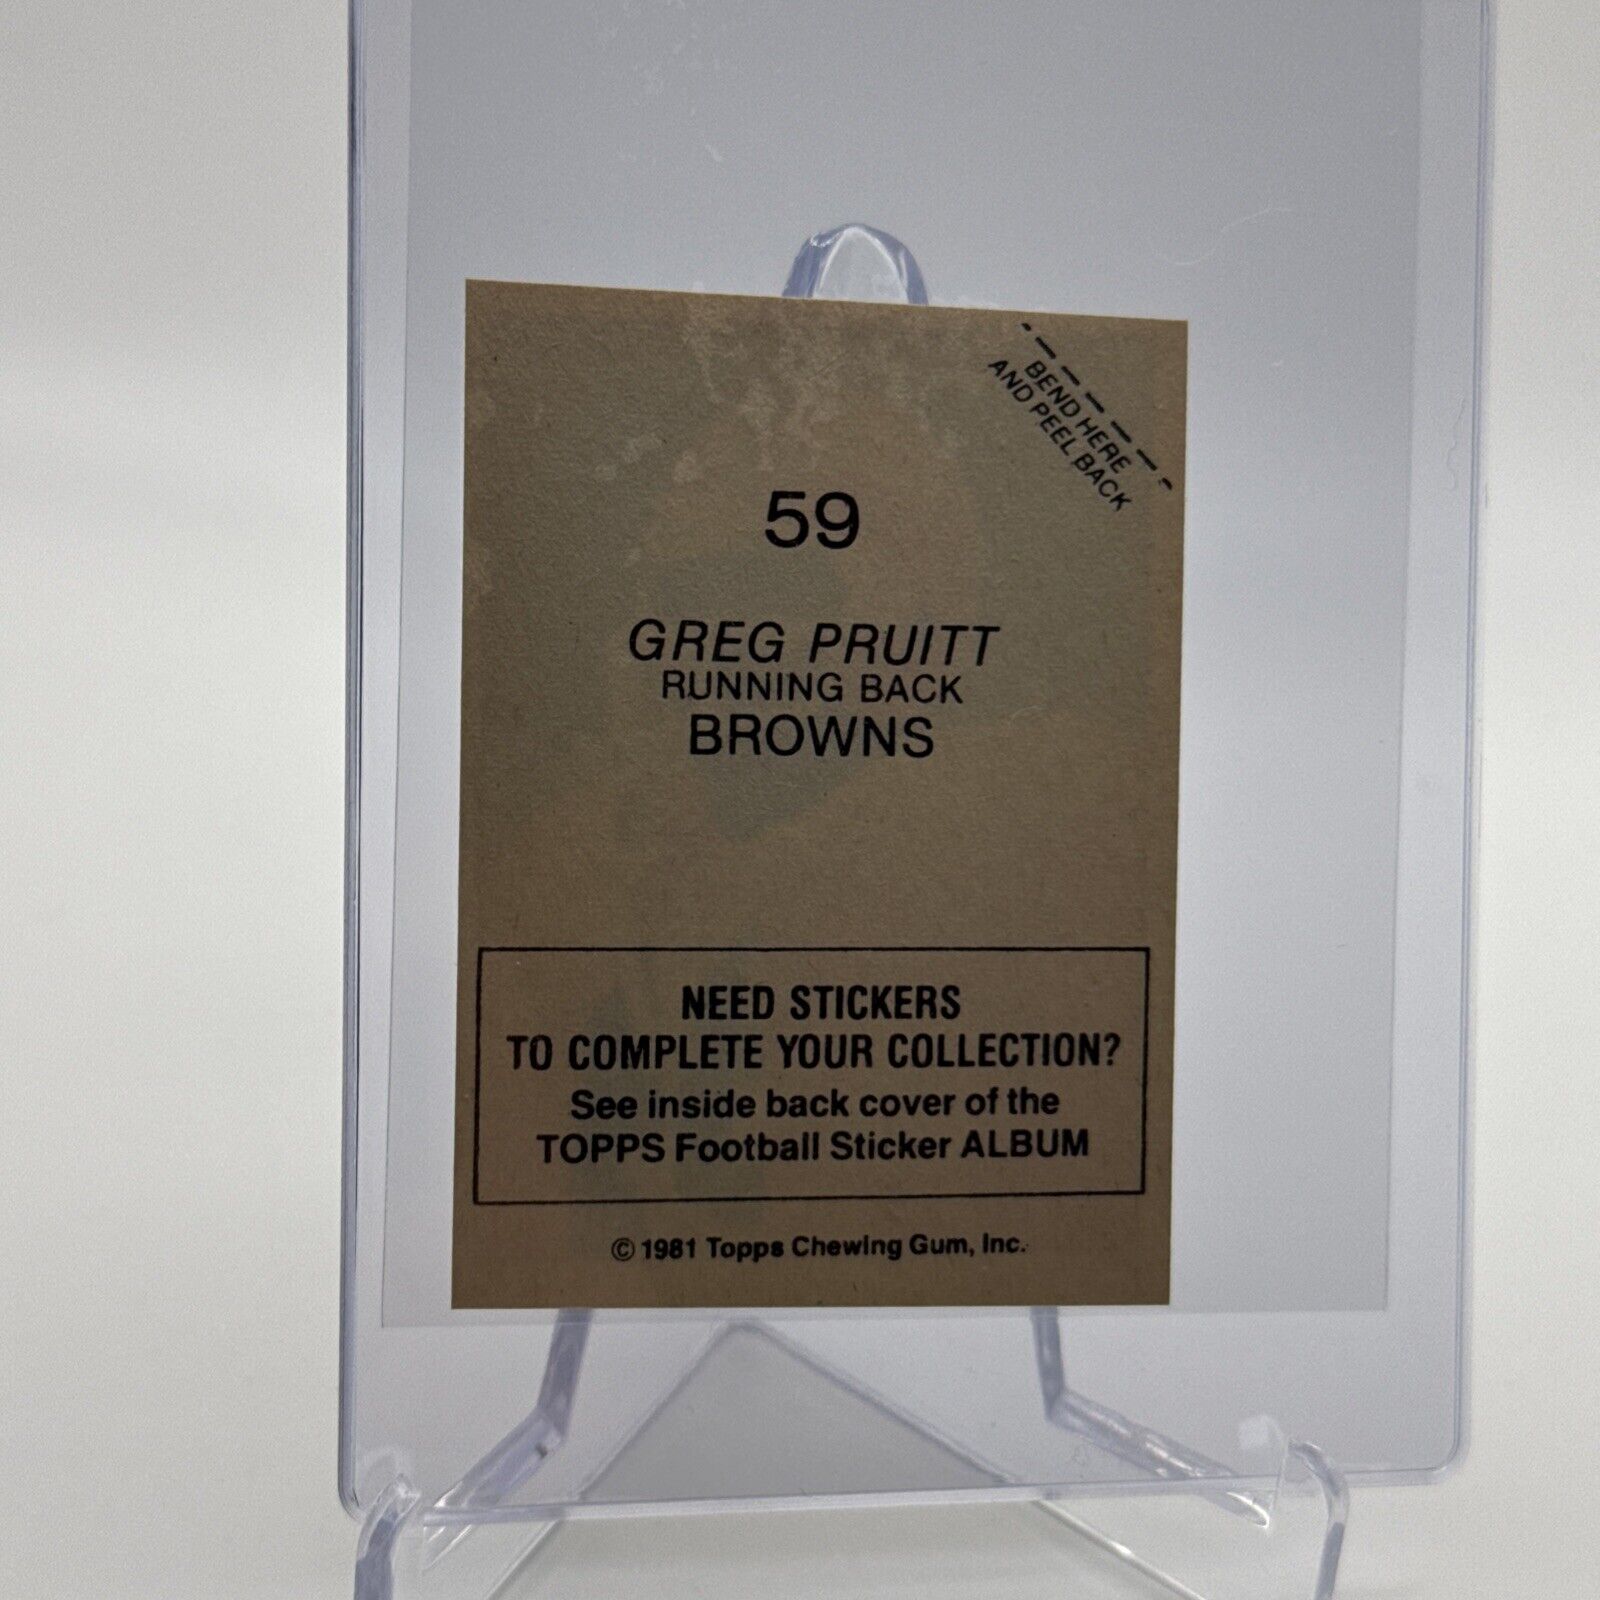 BEND HERE
AND PEEL BACK
59
GREG PRUITT
RUNNING BACK
BROWNS
NEED STICKERS
TO COMPLETE YOUR COLLECTION?
See inside back cover of the
TOPPS Football Sticker ALBUM
© 1981 Topps Chewing Gum, Inc.